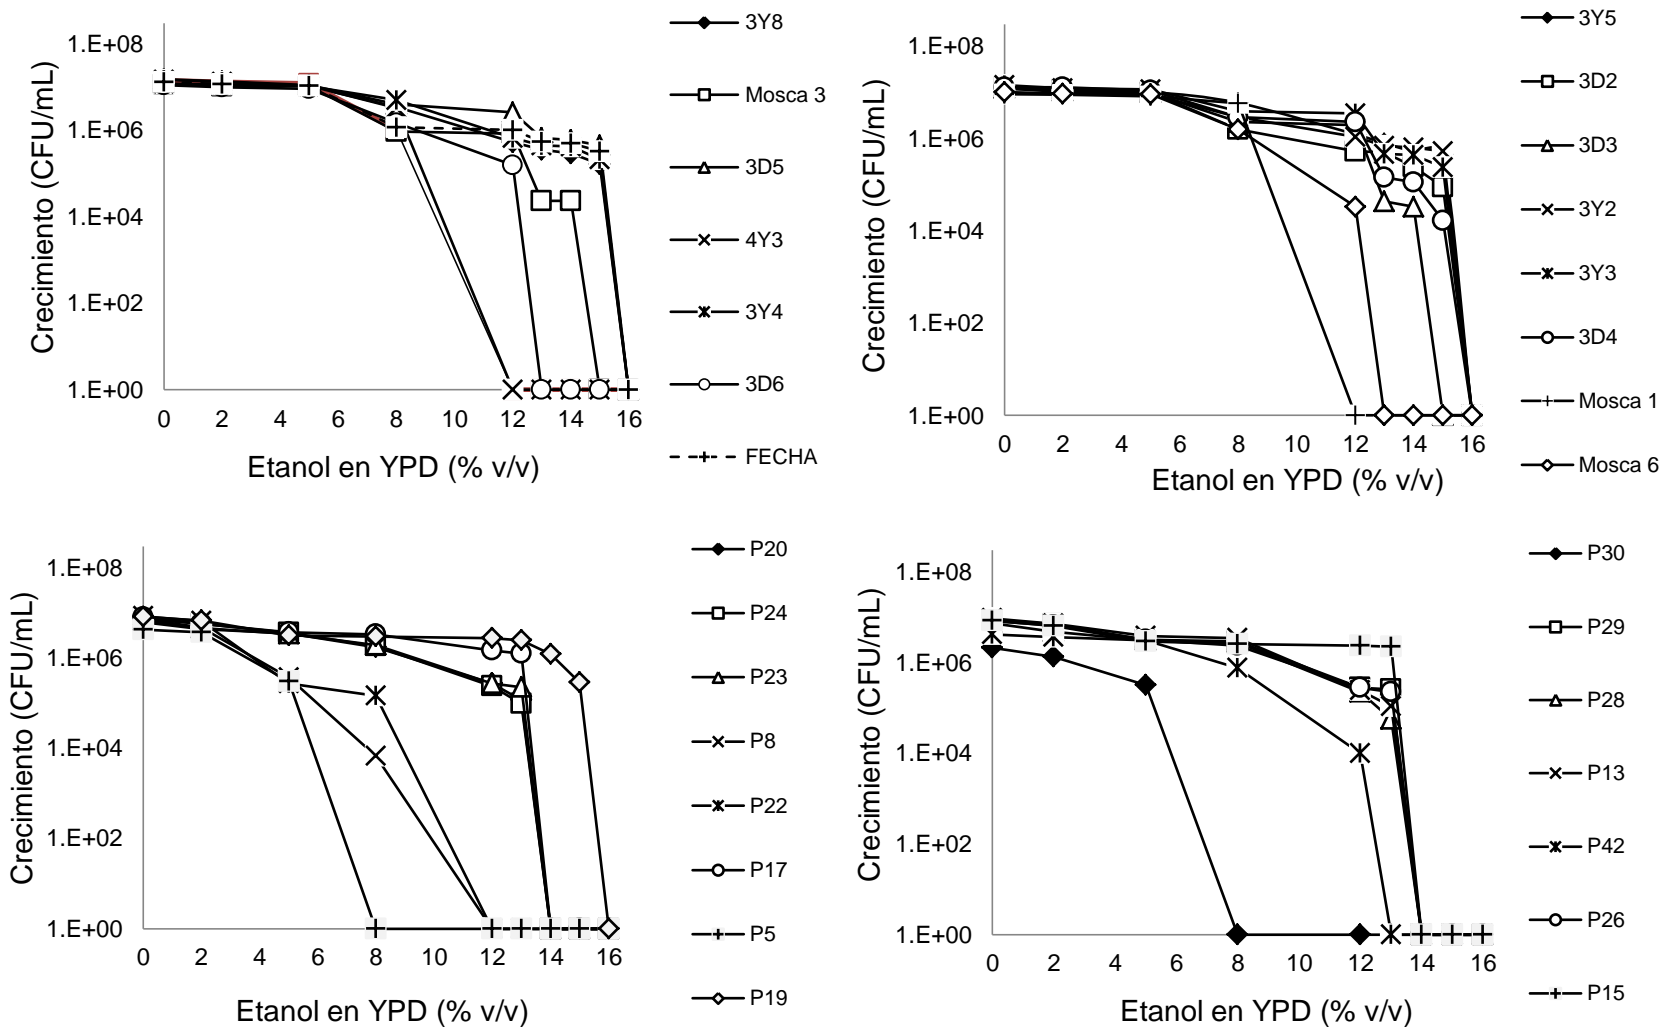 1.E+08
1.E+06
1.E+04
1.E+02
1.E+00
0 2 4 6 8 10 12 14 16
Crecimiento (CFU/mL)
Etanol en YPD (% v/v)
3Y8
Mosca 3
3D5
4Y3
3Y4
3D6
FECHA
1.E+08
1.E+06
1.E+04
1.E+02
1.E+00
0 2 4 6 8 10 12 14 16
Crecimiento (CFU/mL)
Etanol en YPD (% v/v)
3Y5
3D2
3D3
3Y2
3Y3
3D4
Mosca 1
Mosca 6
1.E+08
1.E+06
1.E+04
1.E+02
1.E+00
0 2 4 6 8 10 12 14 16
Crecimiento (CFU/mL)
Etanol en YPD (% v/v)
P20
P24
P23
P8
P22
P17
P5
P19
1.E+08
1.E+06
1.E+04
1.E+02
1.E+00
0 2 4 6 8 10 12 14 16
Crecimiento (CFU/mL)
Etanol en YPD (% v/v)
P30
P29
P28
P13
P42
P26
P15